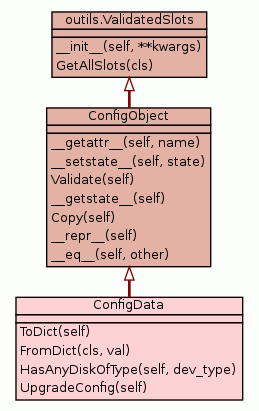 outils.ValidatedSlots
__init__(self, **kwargs)
GetAllSlots(cls)
ConfigObject
__getattr__(self, name)
__setstate__(self, state)
Validate(self)
__getstate__(self)
Copy(self)
__repr__(self)
__eq__(self, other)
ConfigData
ToDict(self)
FromDict(cls, val)
HasAnyDiskOfType(self, dev_type)
UpgradeConfig(self)